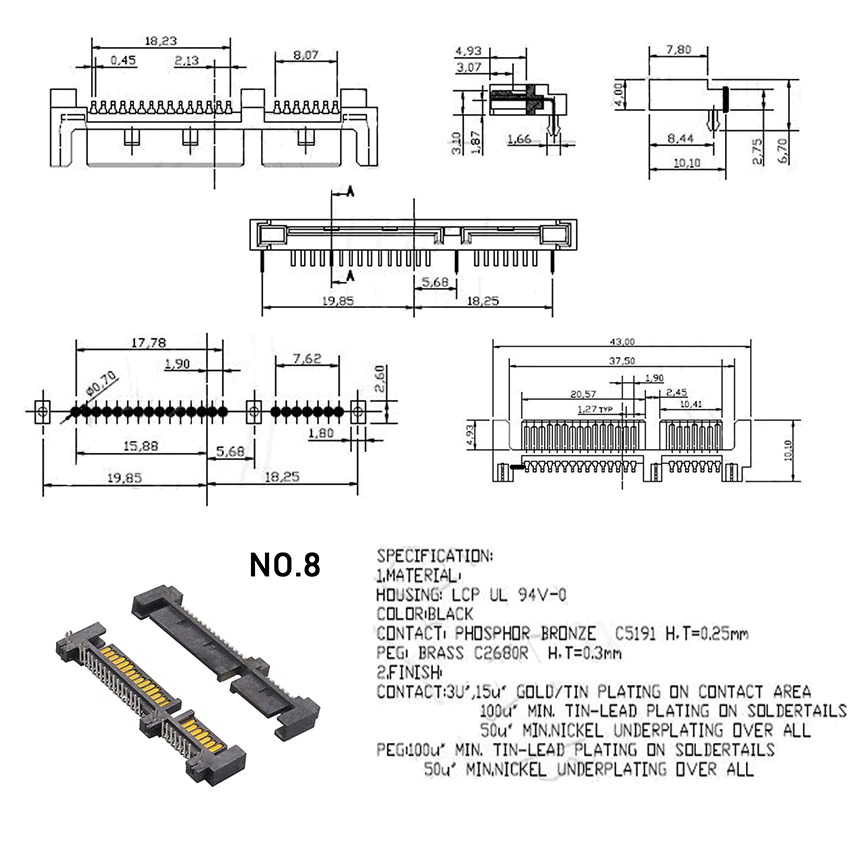 18,23
8,07
0,45
2,13
4,93
3,07
3,10
1,87
1,66
7,80
4,00
8,44
10,10
2,75
6,70
A
A
5,68
19,85
18,25
17,78
7,62
1,90
Ø0,70
2,60
1,80
15,88
5,68
19,85
18,25
43,00
37,50
1,90
20,57
2,45
1,27 TYP
10,41
4,93
10,10
NO.8
SPECIFICATION:
1.MATERIAL:
HOUSING: LCP UL 94V-0
COLOR:BLACK
CONTACT: PHOSPHOR BRONZE C5191 H,T=0.25mm
PEG: BRASS C2680R H,T=0.3mm
2.FINISH:
CONTACT:3U",15u" GOLD/TIN PLATING ON CONTACT AREA
100u" MIN. TIN-LEAD PLATING ON SOLDERTAILS
50u" MIN.NICKEL UNDERPLATING OVER ALL
PEG:100u" MIN. TIN-LEAD PLATING ON SOLDERTAILS
50u" MIN.NICKEL UNDERPLATING OVER ALL